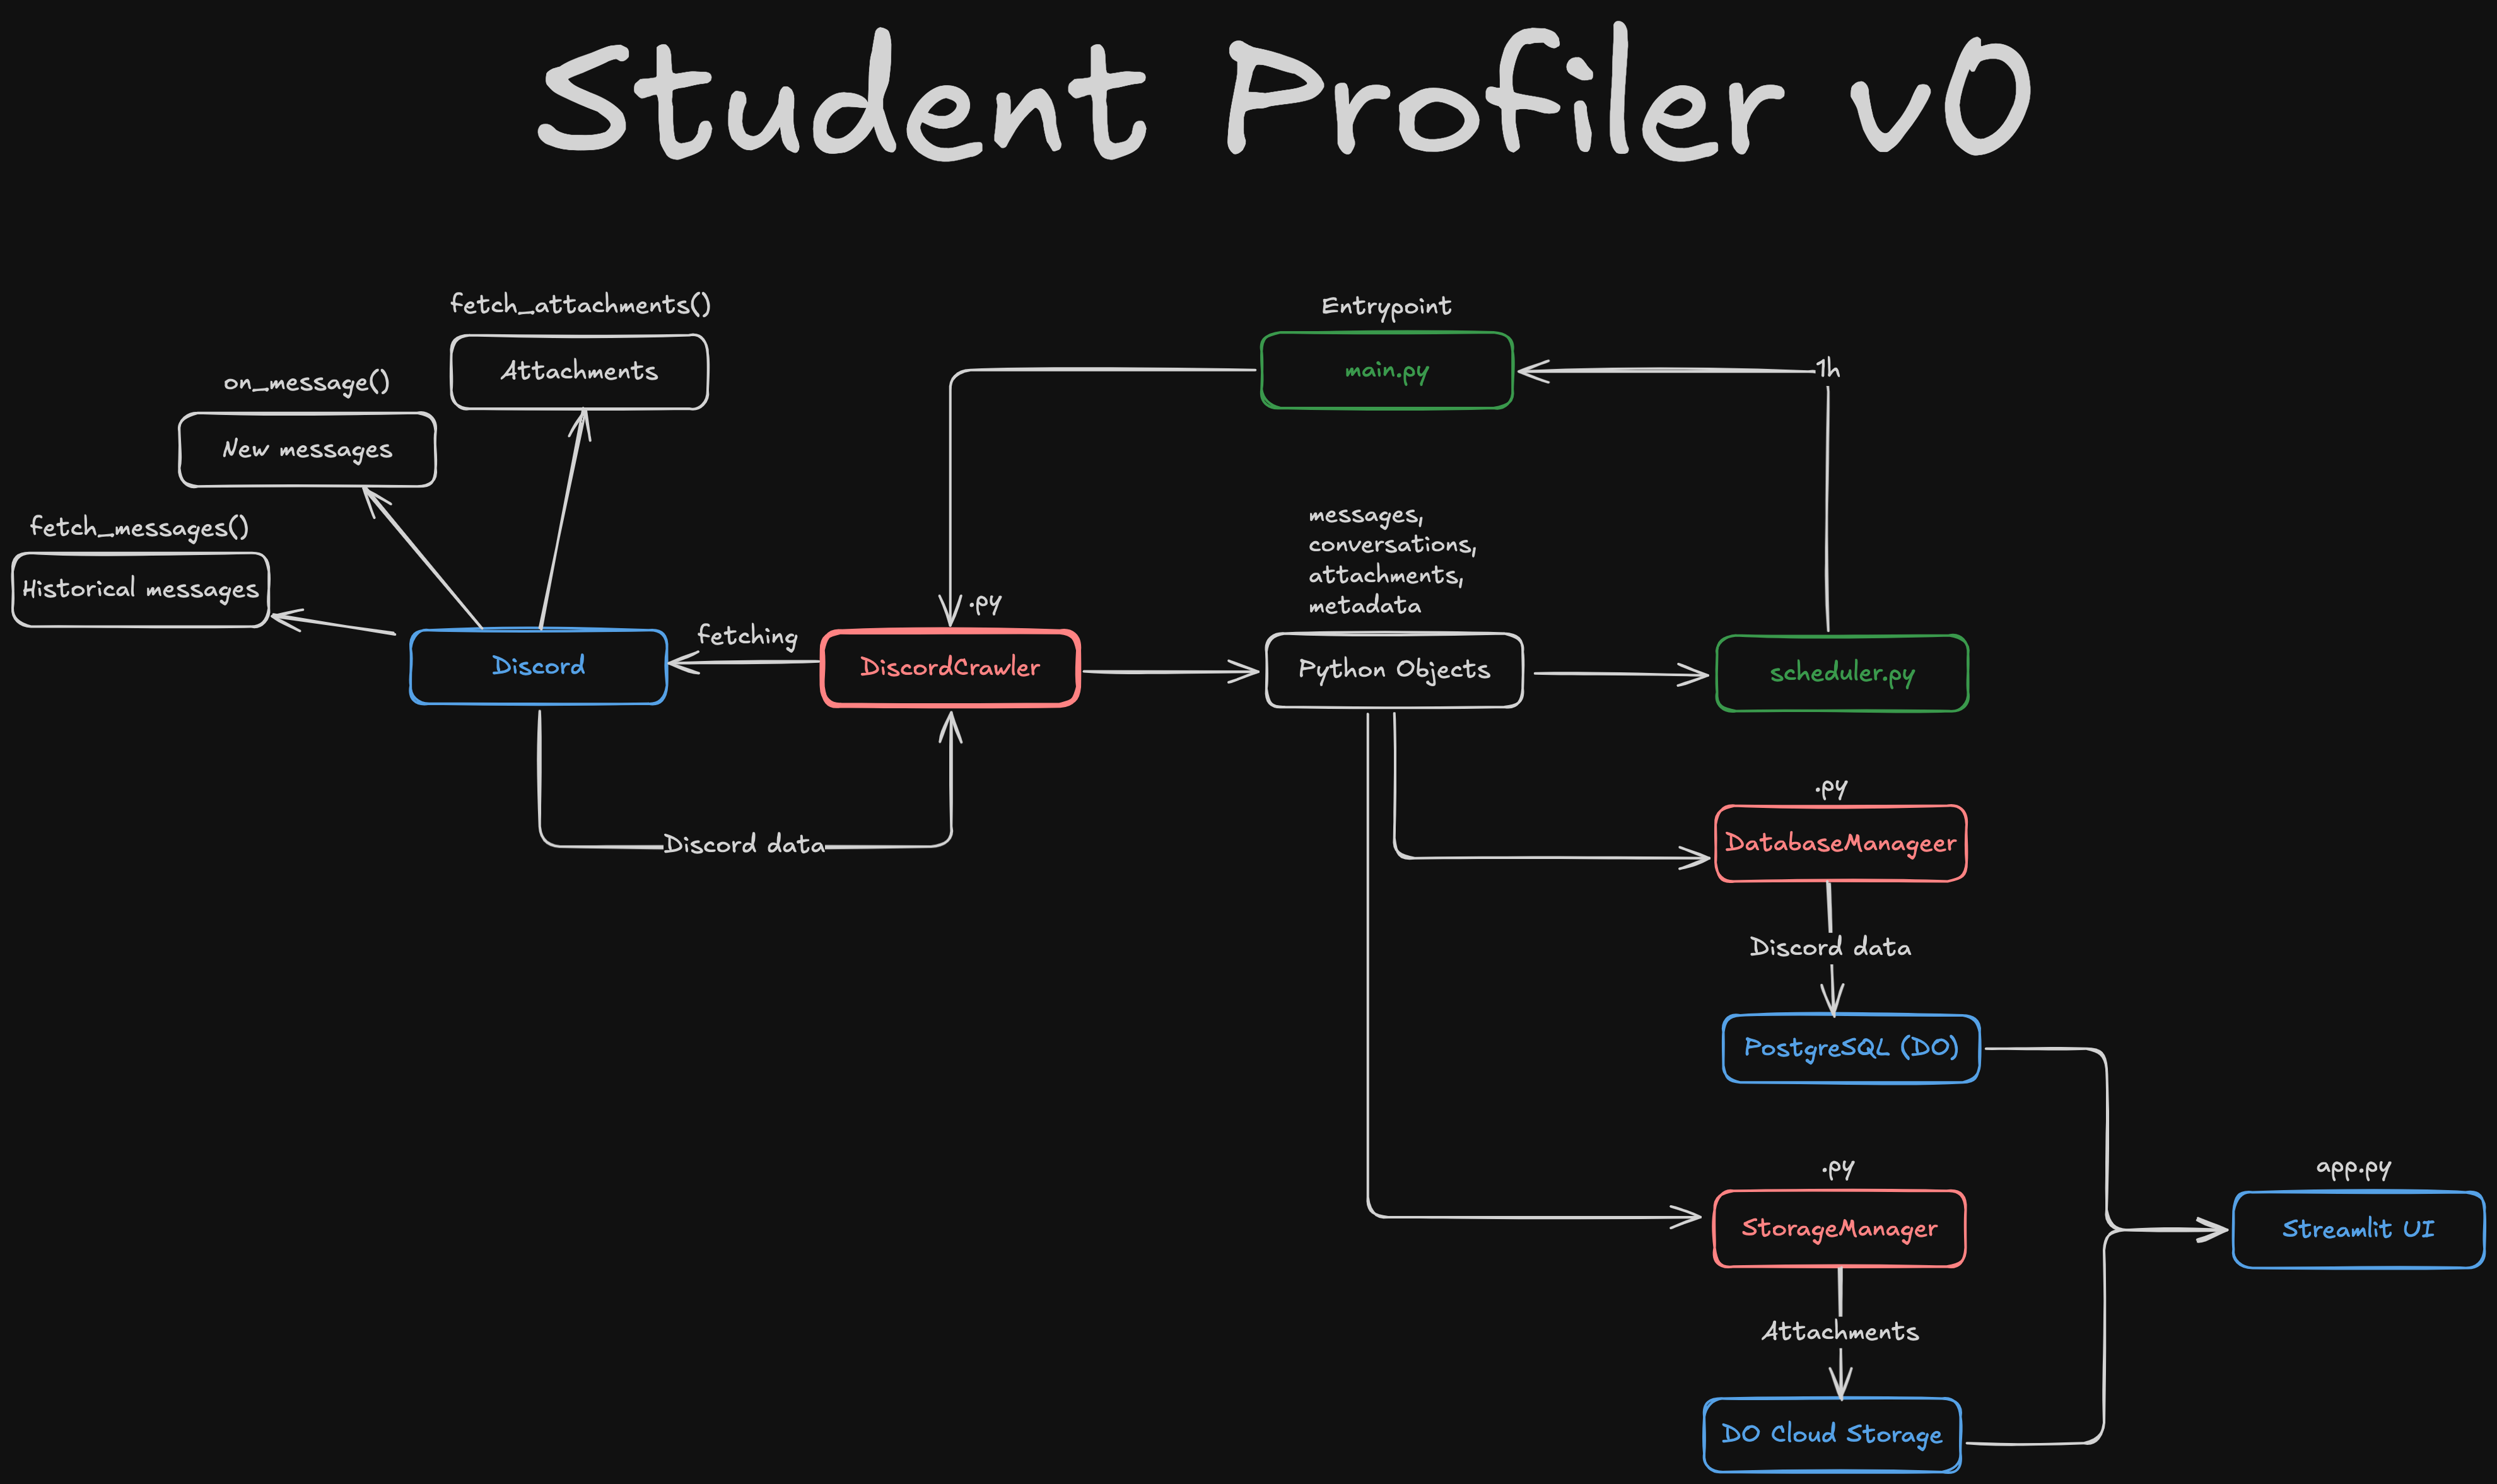 Student Profiler v0
fetch_attachments()
Attachments
on_message()
New messages
fetch_messages()
Historical messages
Discord
fetching
.py
DiscordCrawler
Discord data
Entrypoint
main.py
1h
messages,
conversations,
attachments,
metadata
Python Objects
scheduler.py
.py
DatabaseManageer
Discord data
PostgreSQL (DO)
.py
StorageManager
Attachments
DO Cloud Storage
app.py
Streamlit UI